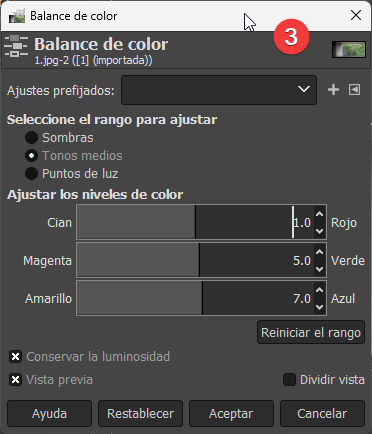 Balance de color
3
Balance de color
1.jpg-2 ([1] (importada))
Ajustes prefijados:
Seleccione el rango para ajustar
Sombras
Tonos medios
Puntos de luz
Ajustar los niveles de color
Cian 1.0 Rojo
Magenta 5.0 Verde
Amarillo 7.0 Azul
Reiniciar el rango
Conservar la luminosidad
Vista previa Dividir vista
Ayuda Restablecer Aceptar Cancelar